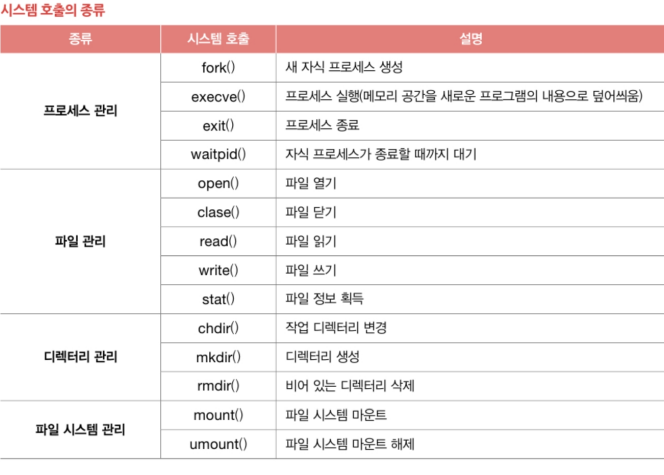 시스템 호출의 종류
종류 시스템 호출 설명
프로세스 관리
fork() 새 자식 프로세스 생성
execve() 프로세스 실행(메모리 공간을 새로운 프로그램의 내용으로 덮어씌움)
exit() 프로세스 종료
waitpid() 자식 프로세스가 종료할 때까지 대기
파일 관리
open() 파일 열기
clase() 파일 닫기
read() 파일 읽기
write() 파일 쓰기
stat() 파일 정보 획득
디렉터리 관리
chdir() 작업 디렉터리 변경
mkdir() 디렉터리 생성
rmdir() 비어 있는 디렉터리 삭제
파일 시스템 관리
mount() 파일 시스템 마운트
umount() 파일 시스템 마운트 해제